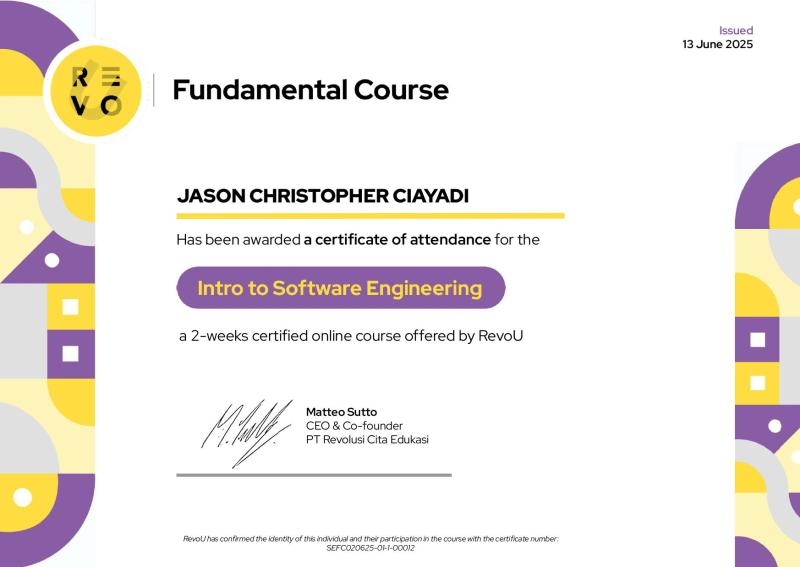 Issued
13 June 2025
RE
VO
Fundamental Course
JASON CHRISTOPHER CIAYADI
Has been awarded a certificate of attendance for the
Intro to Software Engineering
a 2-weeks certified online course offered by RevoU
Matteo Sutto
CEO & Co-founder
PT Revolusi Cita Edukasi
RevoU has confirmed the identity of this individual and their participation in the course with the certificate number:
SEFC020625-01-1-00012